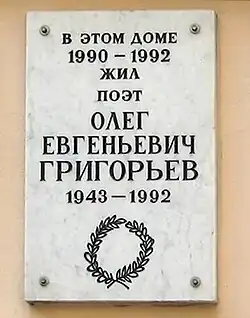 В ЭТОМ ДОМЕ
1990 – 1992
ЖИЛ
ПОЭТ
ОЛЕГ
ЕВГЕНЬЕВИЧ
ГРИГОРЬЕВ
1943 – 1992